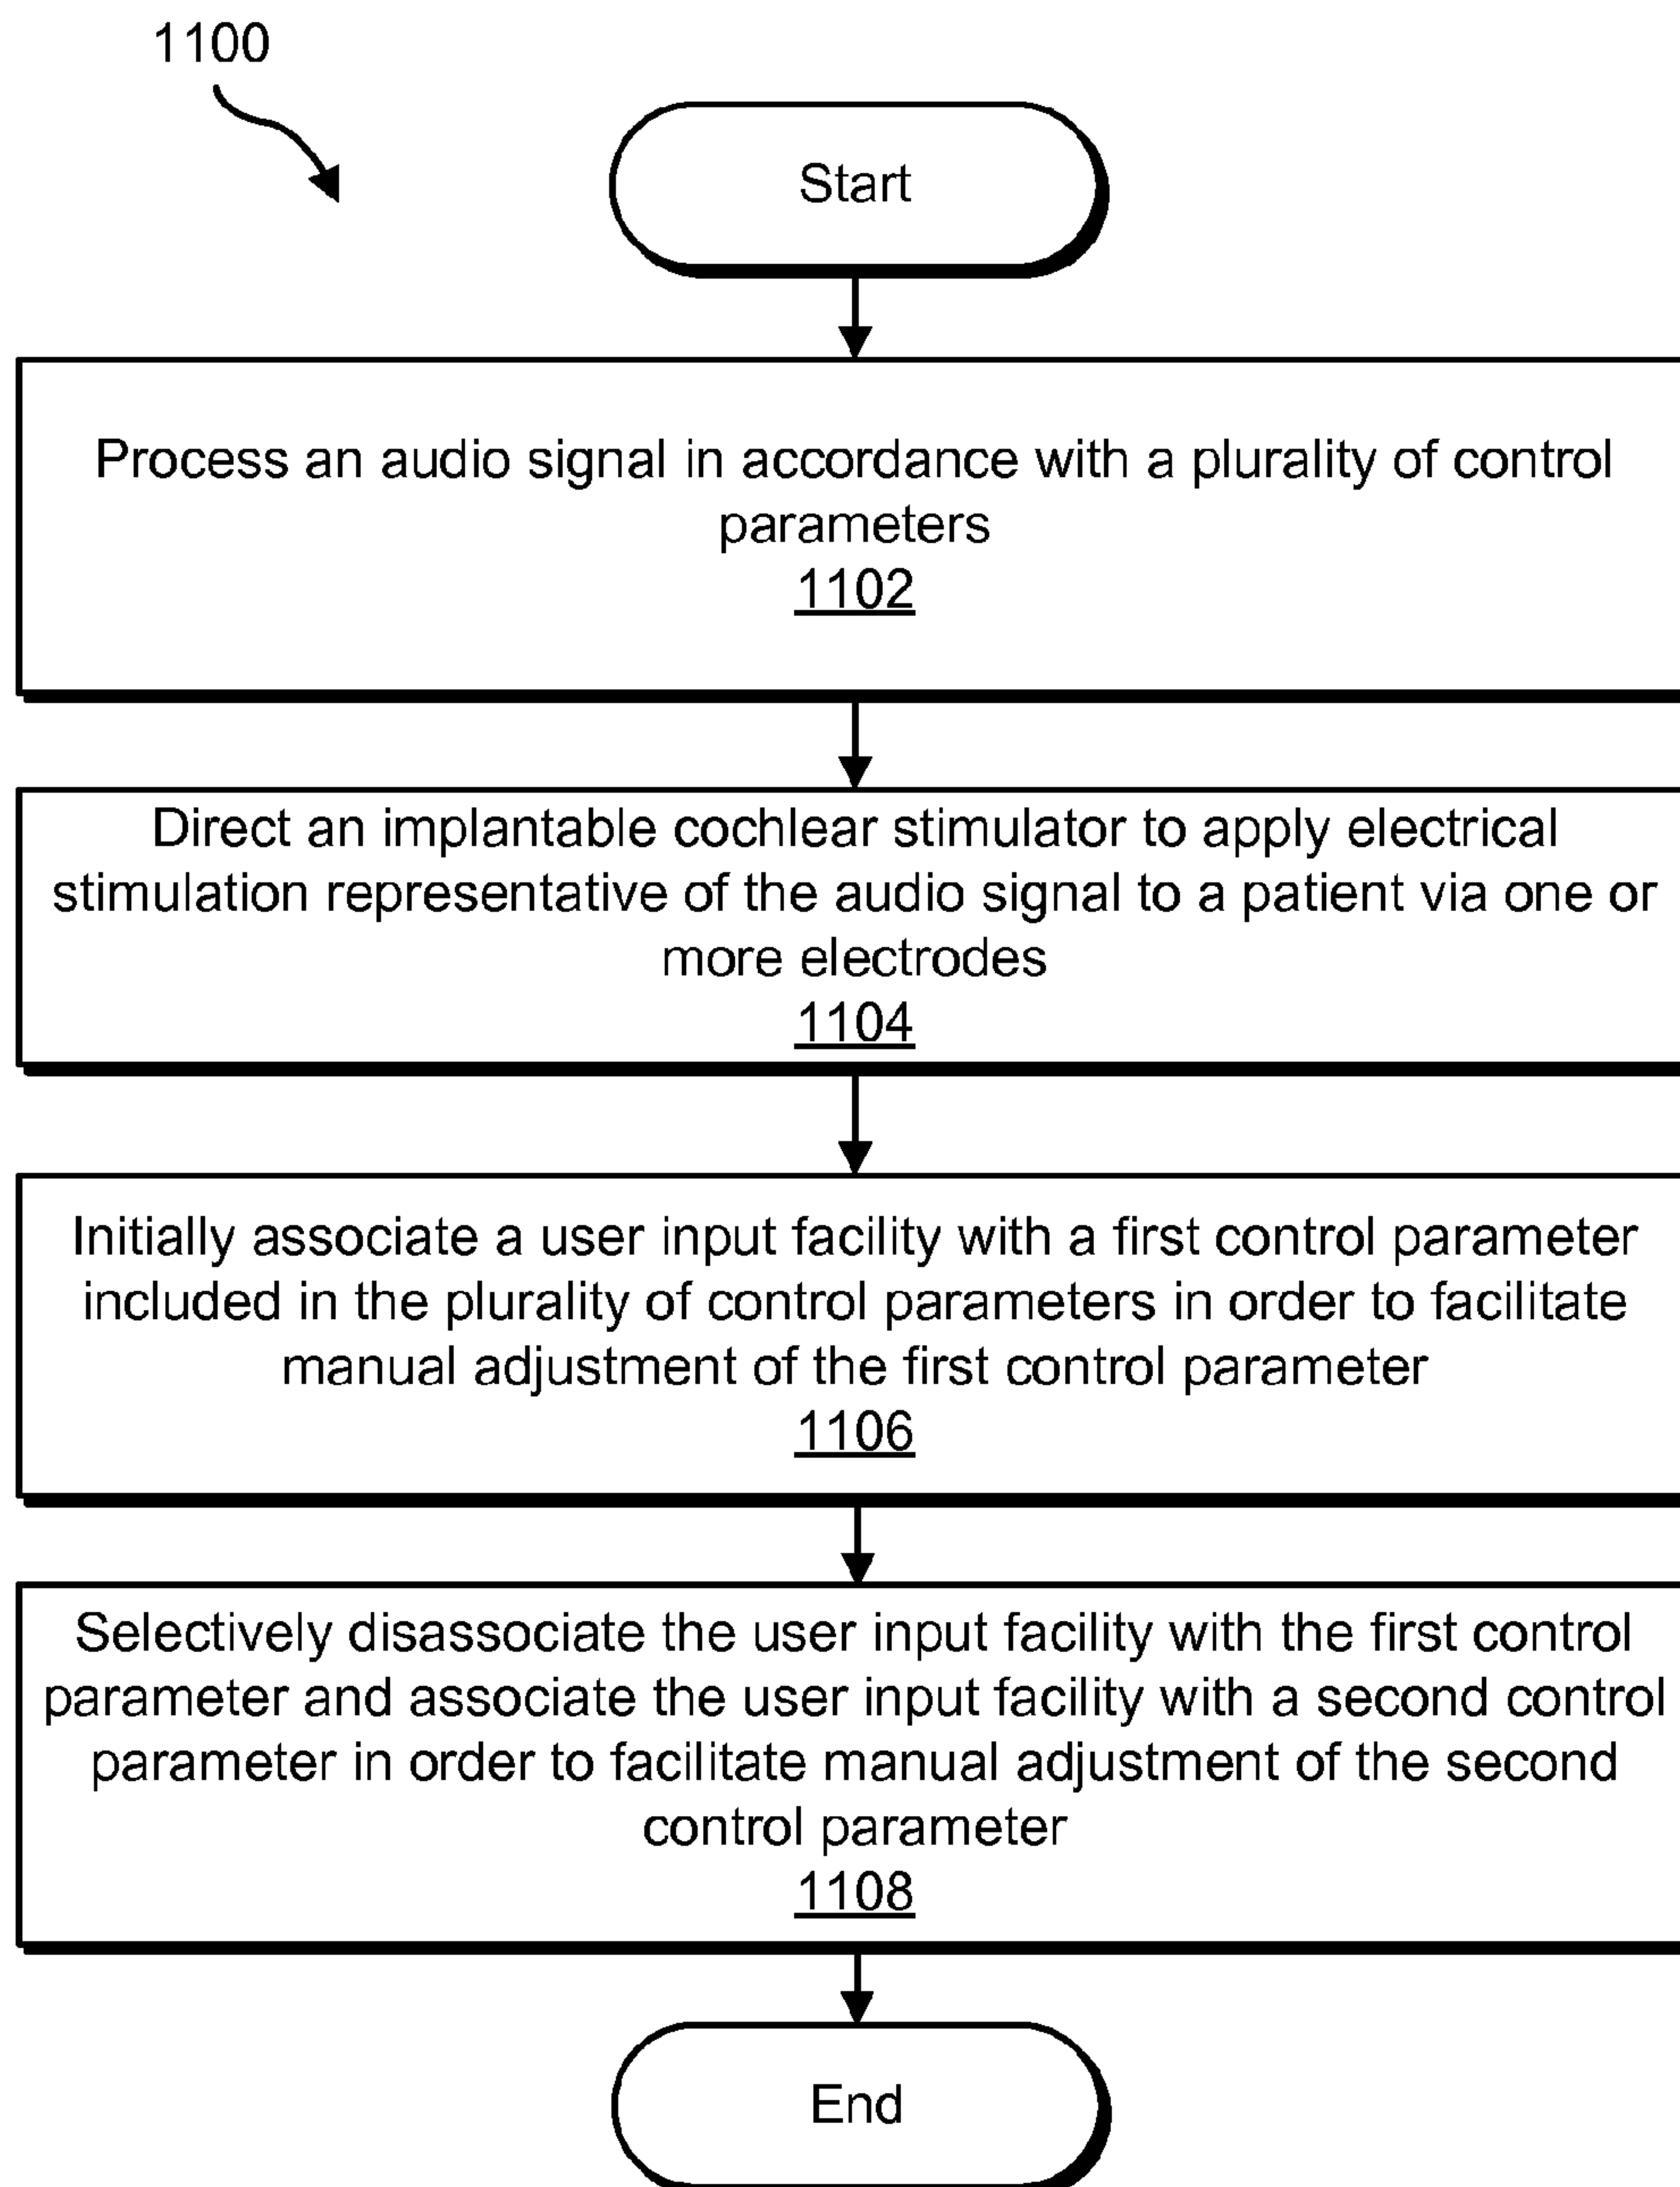 1100
Start
Process an audio signal in accordance with a plurality of control
parameters
1102
Direct an implantable cochlear stimulator to apply electrical
stimulation representative of the audio signal to a patient via one or
more electrodes
1104
Initially associate a user input facility with a first control parameter
included in the plurality of control parameters in order to facilitate
manual adjustment of the first control parameter
1106
Selectively disassociate the user input facility with the first control
parameter and associate the user input facility with a second control
parameter in order to facilitate manual adjustment of the second
control parameter
1108
End